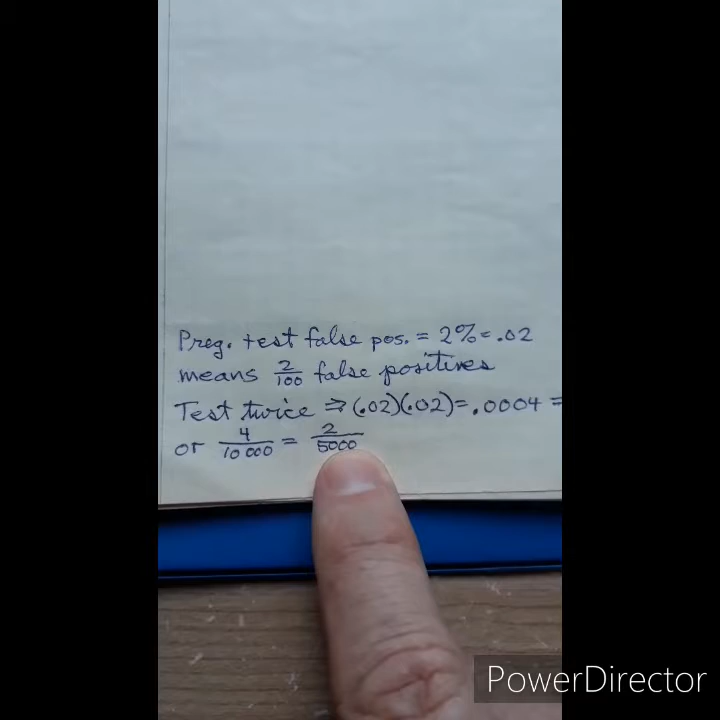 Preg. test false pos. = 2% = .02
means 2/100 false positives
Test twice ⇒ (.02)(.02) = .0004 =
or 4/10 000 = 2/5000
PowerDirector